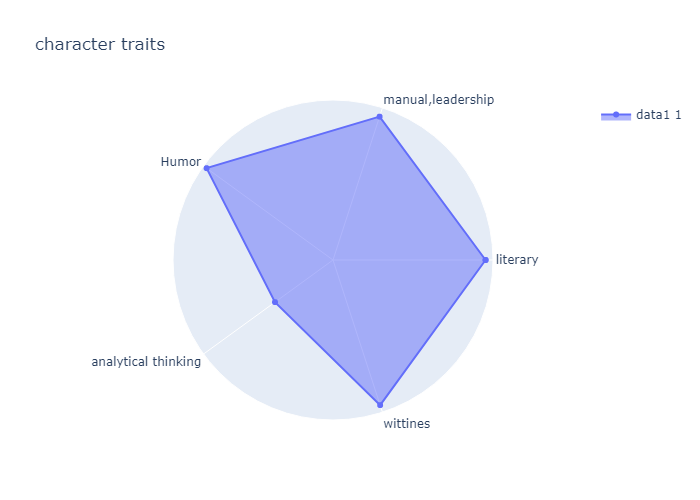 character traits
manual,leadership
data1 1
Humor
literary
analytical thinking
wittines